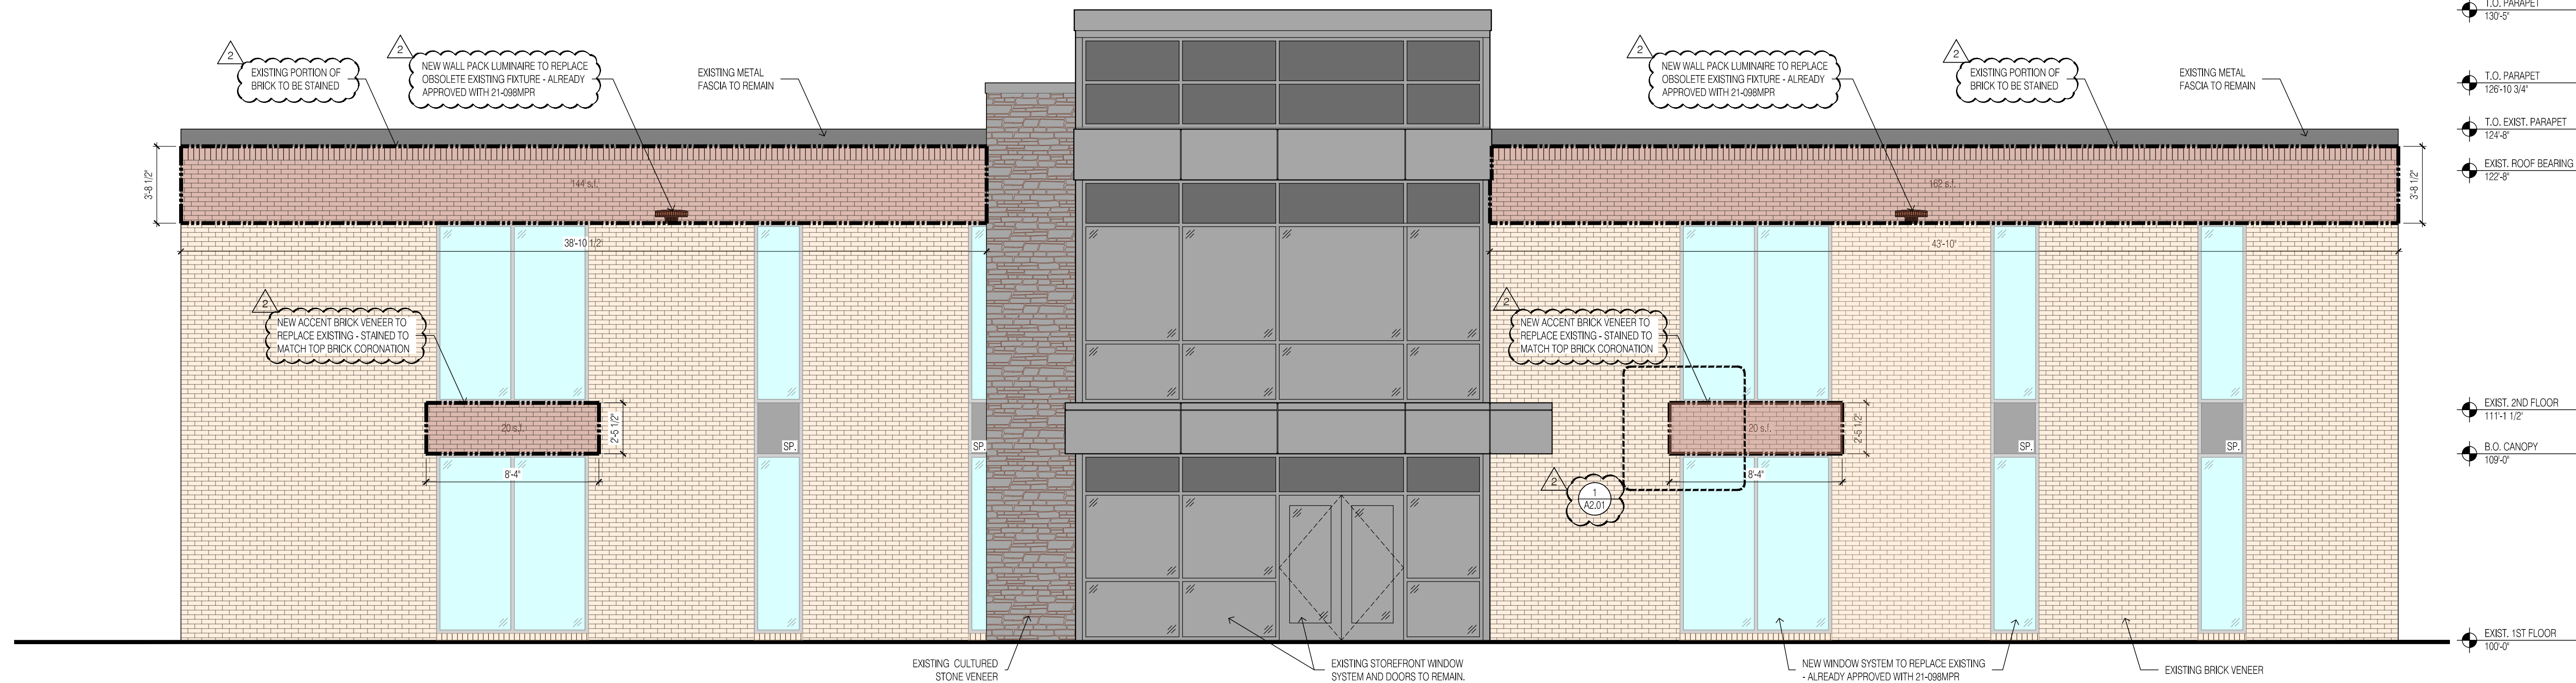 T.O. PARAPET
130'-5"
2
EXISTING PORTION OF
BRICK TO BE STAINED
2
NEW WALL PACK LUMINAIRE TO REPLACE
OBSOLETE EXISTING FIXTURE - ALREADY
APPROVED WITH 21-098MPR
EXISTING METAL
FASCIA TO REMAIN
2
NEW WALL PACK LUMINAIRE TO REPLACE
OBSOLETE EXISTING FIXTURE - ALREADY
APPROVED WITH 21-098MPR
2
EXISTING PORTION OF
BRICK TO BE STAINED
EXISTING METAL
FASCIA TO REMAIN
T.O. PARAPET
126'-10 3/4"
T.O. EXIST. PARAPET
124'-8"
EXIST. ROOF BEARING
122'-8"
3'-8 1/2"
144 s.f.
162 s.f.
3'-8 1/2"
38'-10 1/2"
43'-10"
2
NEW ACCENT BRICK VENEER TO
REPLACE EXISTING - STAINED TO
MATCH TOP BRICK CORONATION
2
NEW ACCENT BRICK VENEER TO
REPLACE EXISTING - STAINED TO
MATCH TOP BRICK CORONATION
20 s.f.
2'-5 1/2"
SP.
SP.
20 s.f.
2'-5 1/2"
SP.
SP.
EXIST. 2ND FLOOR
111'-1 1/2"
B.O. CANOPY
109'-0"
8'-4"
8'-4"
2
1
A2.01
EXIST. 1ST FLOOR
100'-0"
EXISTING CULTURED
STONE VENEER
EXISTING STOREFRONT WINDOW
SYSTEM AND DOORS TO REMAIN.
NEW WINDOW SYSTEM TO REPLACE EXISTING
- ALREADY APPROVED WITH 21-098MPR
EXISTING BRICK VENEER